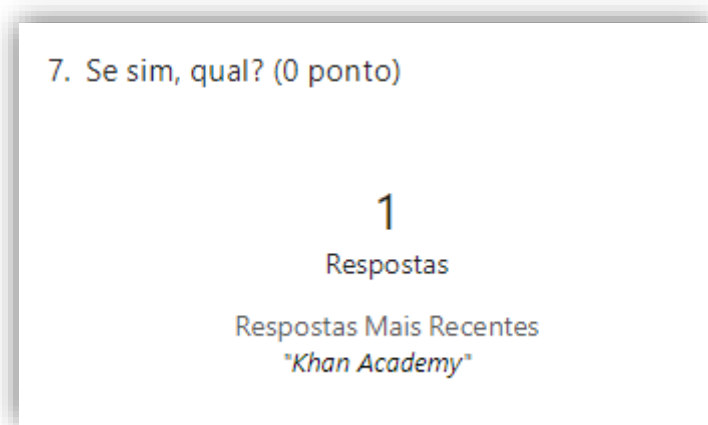 7. Se sim, qual? (0 ponto)
1
Respostas
Respostas Mais Recentes
"Khan Academy"